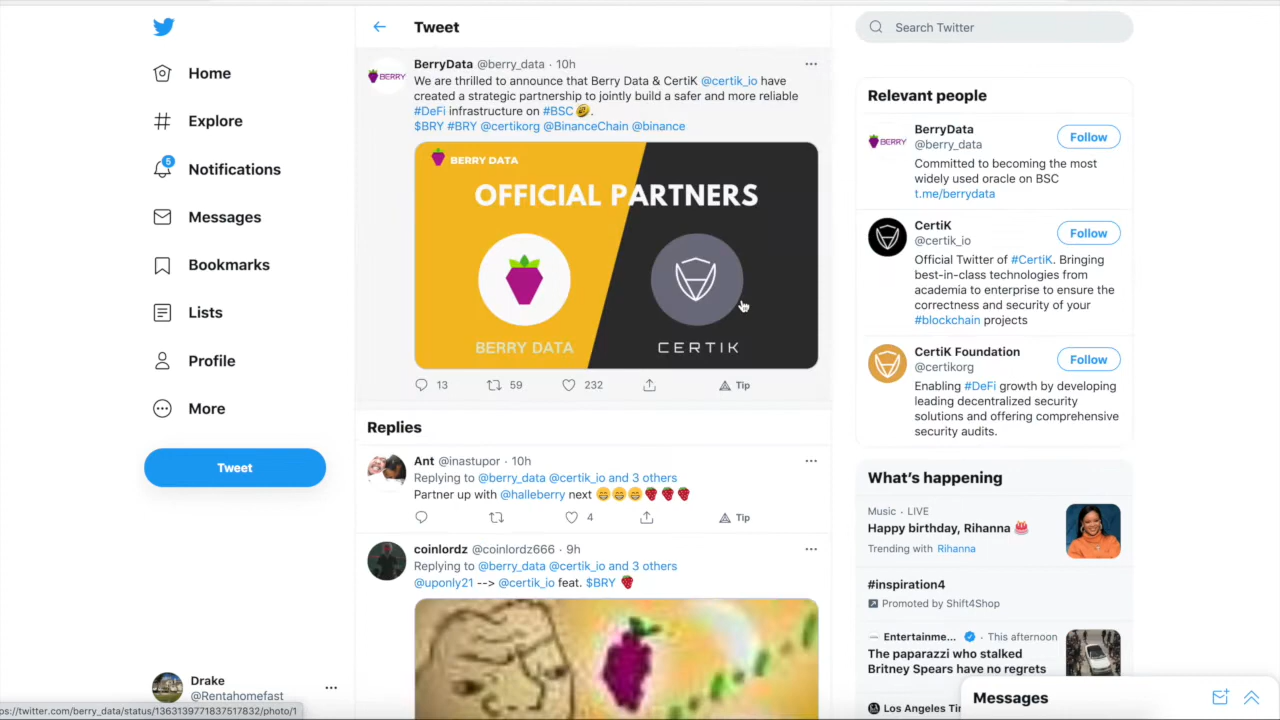 Home
Explore
5
Notifications
Messages
Bookmarks
Lists
Profile
More
Tweet
Drake
@Rentahomefast
ps://twitter.com/berry_data/status/1363139771837517832/photo/1
Tweet
BERRY
BerryData @berry_data · 10h
We are thrilled to announce that Berry Data & CertiK @certik_io have
created a strategic partnership to jointly build a safer and more reliable
#DeFi infrastructure on #BSC🤣.
$BRY #BRY @certikorg @BinanceChain @binance
BERRY DATA
OFFICIAL PARTNERS
BERRY DATA
CERTIK
13
59
232
Tip
Replies
Ant @inastupor · 10h
Replying to @berry_data @certik_io and 3 others
Partner up with @halleberry next 😁😁😁🍓🍓🍓
4
Tip
coinlordz @coinlordz666 · 9h
Replying to @berry_data @certik_io and 3 others
@uponly21 --> @certik_io feat. $BRY 🍓
Search Twitter
Relevant people
BERRY
BerryData
@berry_data
Follow
Committed to becoming the most
widely used oracle on BSC
t.me/berrydata
CertiK
@certik_io
Follow
Official Twitter of #CertiK. Bringing
best-in-class technologies from
academia to enterprise to ensure the
correctness and security of your
#blockchain projects
CertiK Foundation
@certikorg
Follow
Enabling #DeFi growth by developing
leading decentralized security
solutions and offering comprehensive
security audits.
What's happening
Music · LIVE
Happy birthday, Rihanna 🎂
Trending with Rihanna
#inspiration4
Promoted by Shift4Shop
Entertainme... · This afternoon
The paparazzi who stalked
Britney Spears have no regrets
Los Angeles Tir
Messages